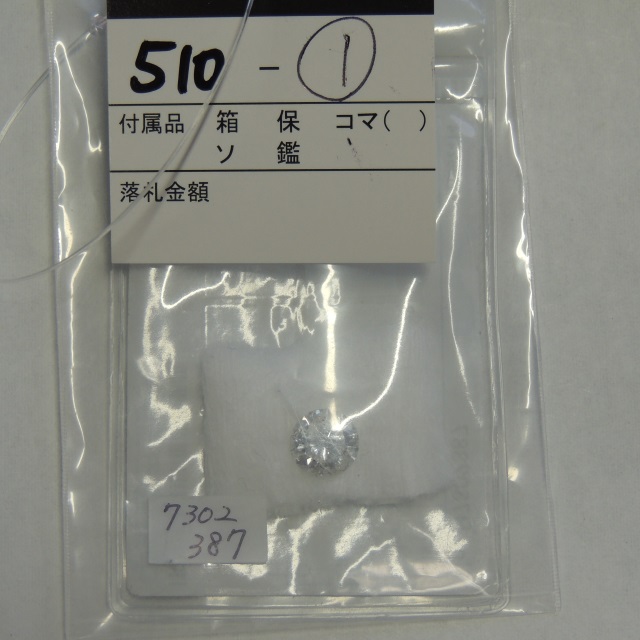 510 - ①
付属品 箱 保 コマ( )
ソ 鑑
落札金額
7302
387